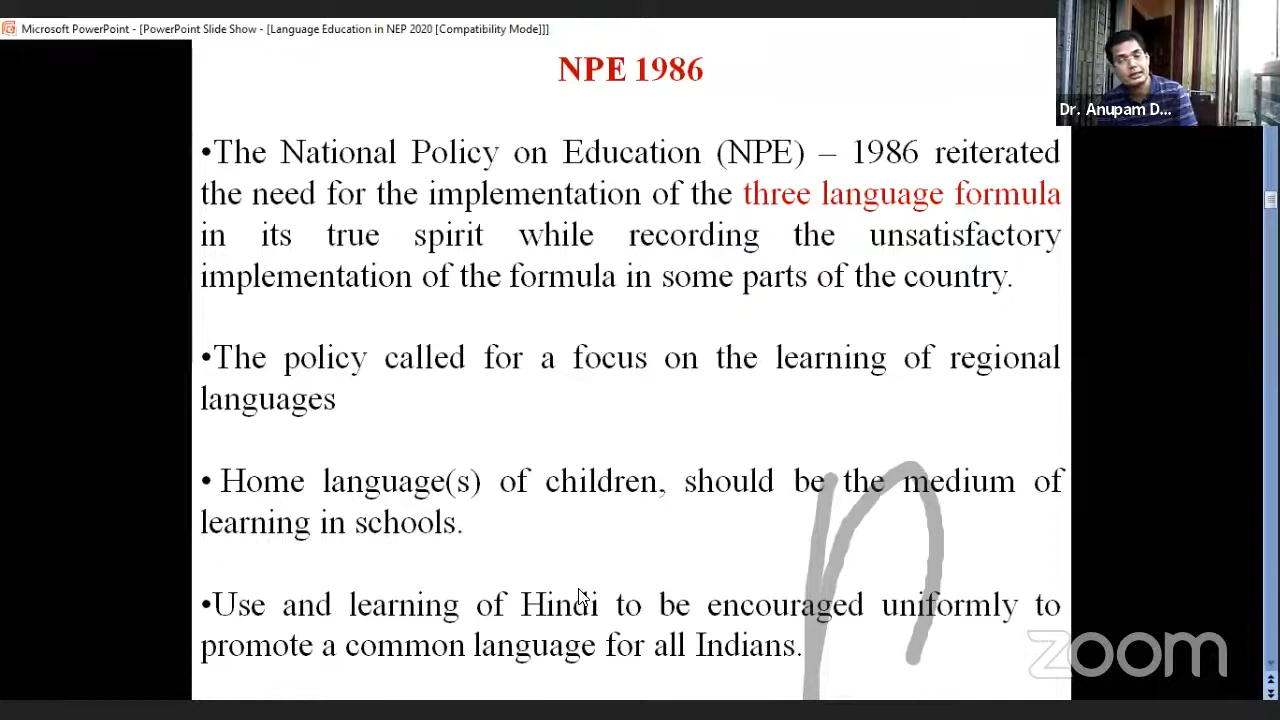 Microsoft PowerPoint - [PowerPoint Slide Show - [Language Education in NEP 2020 [Compatibility Mode]]]
NPE 1986
Dr. Anupam D...
•The National Policy on Education (NPE) – 1986 reiterated
the need for the implementation of the three language formula
in its true spirit while recording the unsatisfactory
implementation of the formula in some parts of the country.
•The policy called for a focus on the learning of regional
languages
• Home language(s) of children, should be the medium of
learning in schools.
•Use and learning of Hindi to be encouraged uniformly to
promote a common language for all Indians.
zoom